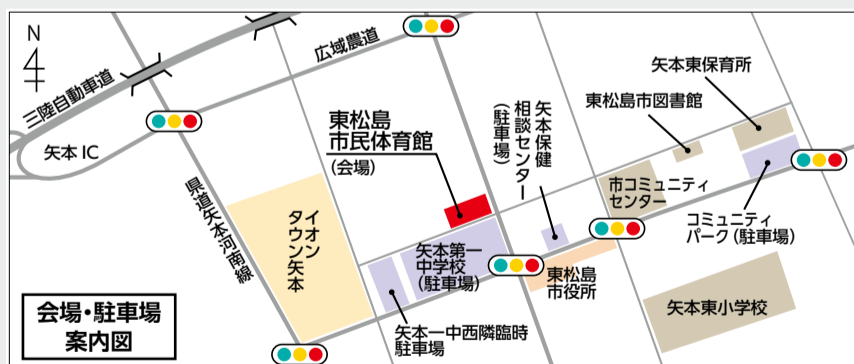 N
三陸自動車道
広域農道
矢本IC
県道矢本河南線
イオン
タウン矢本
東松島
市民体育館
(会場)
矢本保健
相談センター
(駐車場)
矢本東保育所
東松島市図書館
市コミュニティ
センター
コミュニティ
パーク(駐車場)
矢本第一
中学校
(駐車場)
東松島
市役所
矢本一中西隣臨時
駐車場
矢本東小学校
会場・駐車場
案内図